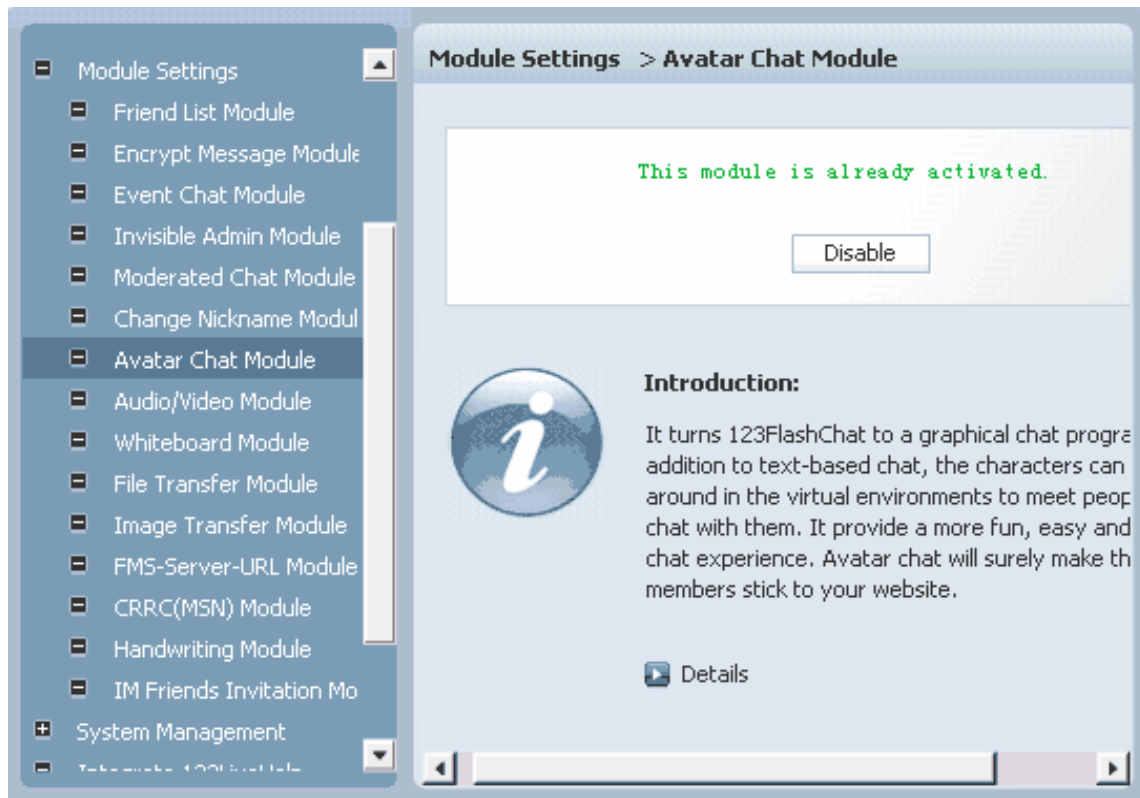 Module Settings
Friend List Module
Encrypt Message Module
Event Chat Module
Invisible Admin Module
Moderated Chat Module
Change Nickname Modul
Avatar Chat Module
Audio/Video Module
Whiteboard Module
File Transfer Module
Image Transfer Module
FMS-Server-URL Module
CRRC(MSN) Module
Handwriting Module
IM Friends Invitation Mo
System Management
Module Settings > Avatar Chat Module
This module is already activated.
Disable
Introduction:
It turns 123FlashChat to a graphical chat progra
addition to text-based chat, the characters can
around in the virtual environments to meet peop
chat with them. It provide a more fun, easy and
chat experience. Avatar chat will surely make th
members stick to your website.
Details